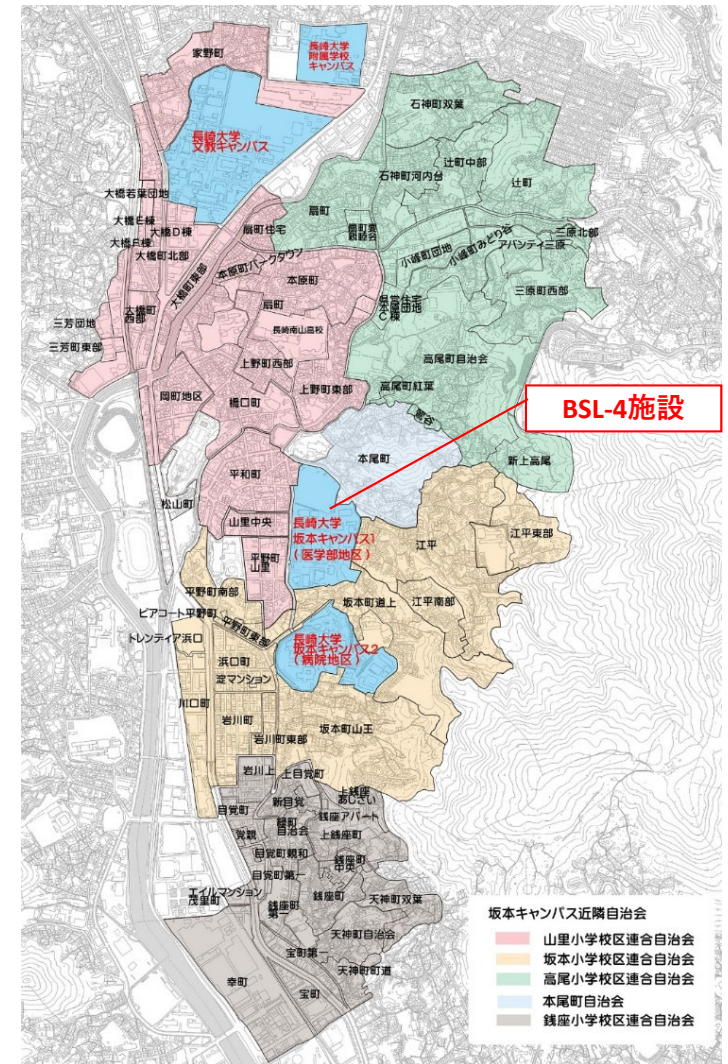 家野町
長崎大学
附属学校
キャンパス
長崎大学
文教キャンパス
石神町双葉
辻町中部
石神町河内台
辻町
大橋若葉団地
扇町
大橋E棟
大橋D棟
扇町住宅
三原北部
大橋町北部
小峰町団地
小峰町みどり谷
アバンティ三原
大橋町東部
本原町パークタウン
本原町
三原町西部
大橋町
西部
扇町
県営住宅
本尾団地
C棟
三芳団地
長崎南山高校
三芳町東部
高尾町自治会
上野町西部
岡町地区
上野町東部
高尾町紅葉
橋口町
BSL-4施設
本尾町
新上高尾
平和町
松山町
山里中央
長崎大学
坂本キャンパス1
(医学部地区)
江平
江平東部
平野町
山里
平野町南部
坂本町道上
江平南部
ピアコート平野町
平野町東部
トレンティア浜口
長崎大学
坂本キャンパス2
(病院地区)
浜口町
淀マンション
川口町
岩川町
坂本町山王
岩川町東部
岩川上
上目覚町
上銭座
あじさい
目覚町
新目覚
銭座アパート
緑町
自治会
覚親
上銭座町
目覚町親和
銭座町
中央
目覚町第一
エイルマンション
茂里町
銭座町
天神町双葉
銭座町
第一
天神町自治会
宝町第一
天神町町道
幸町
宝町
坂本キャンパス近隣自治会
山里小学校区連合自治会
坂本小学校区連合自治会
高尾小学校区連合自治会
本尾町自治会
銭座小学校区連合自治会